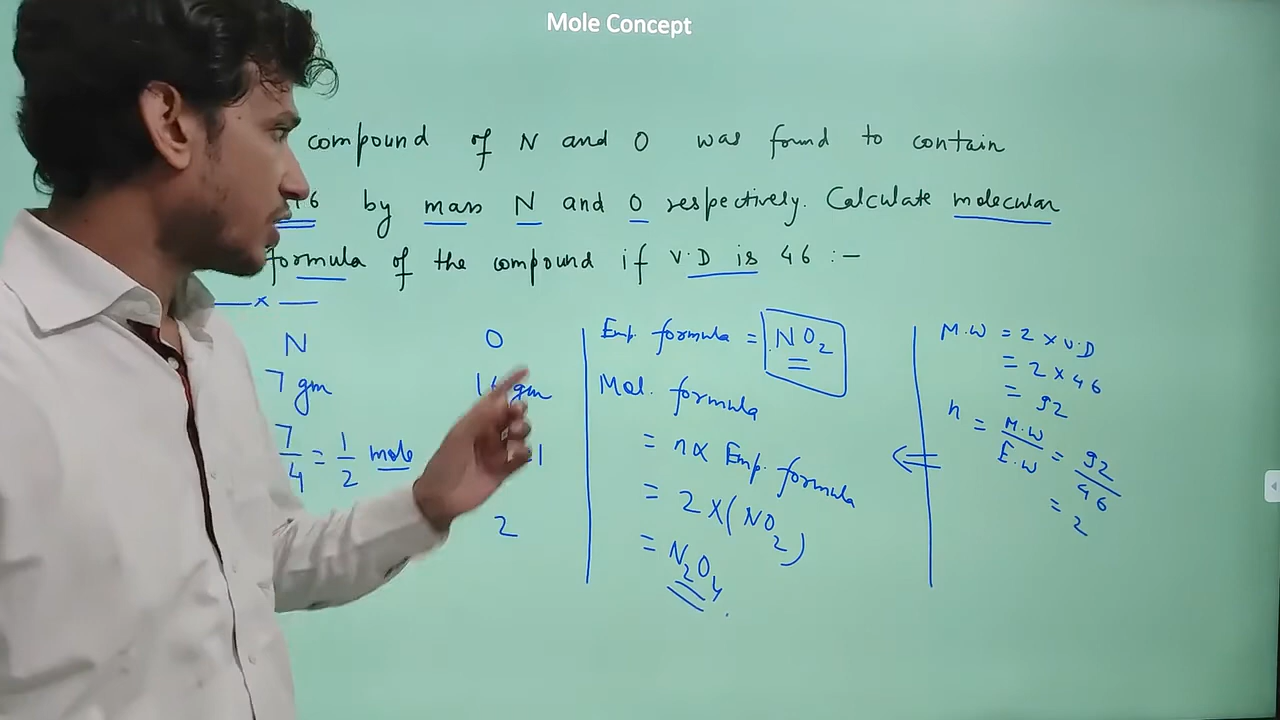 Mole Concept
compound of N and O was found to contain
by mass N and O respectively. Calculate molecular
formula of the compound if V.D is 46 :-
x
N
O
7 gm
gm
7/4 = 1/2 mole
2
Emp. formula = NO2
Mol. formula
= n x Emp. formula
= 2 x (NO2)
= N2O4
M.W = 2 x V.D
= 2 x 46
= 92
n = M.W/E.W = 92/46
= 2